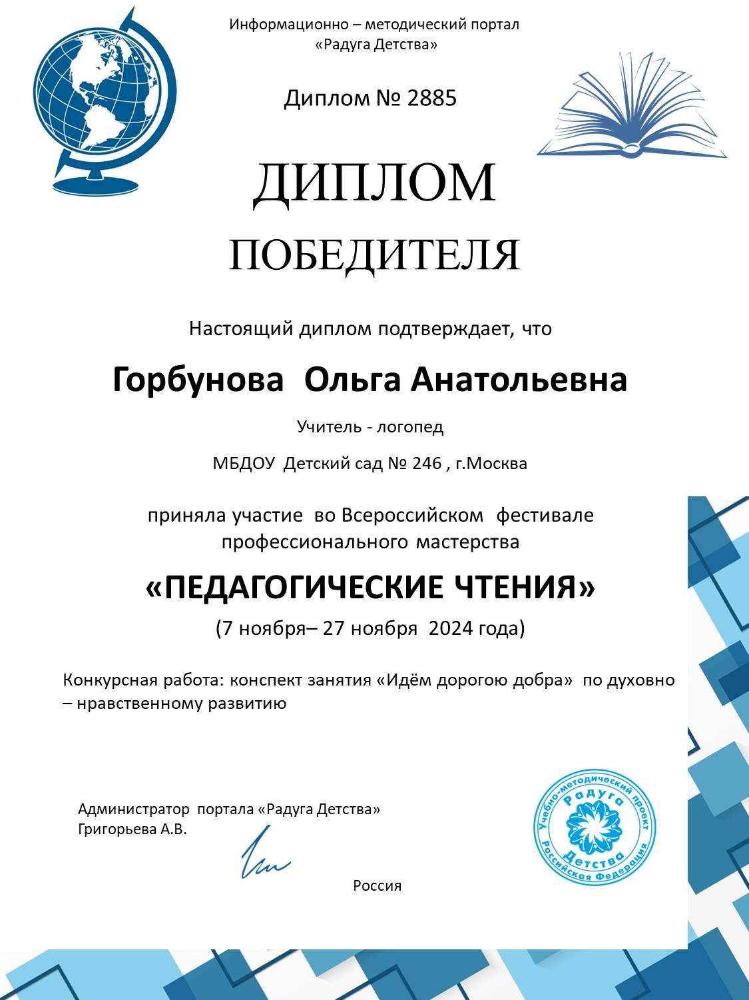 Информационно – методический портал
«Радуга Детства»
Диплом № 2885
ДИПЛОМ
ПОБЕДИТЕЛЯ
Настоящий диплом подтверждает, что
Горбунова Ольга Анатольевна
Учитель - логопед
МБДОУ Детский сад № 246 , г.Москва
приняла участие во Всероссийском фестивале
профессионального мастерства
«ПЕДАГОГИЧЕСКИЕ ЧТЕНИЯ»
(7 ноября– 27 ноября 2024 года)
Конкурсная работа: конспект занятия «Идём дорогою добра» по духовно
– нравственному развитию
Администратор портала «Радуга Детства»
Григорьева А.В.
Учебно-методический проект
Радуга
Детства
Российская Федерация
Россия